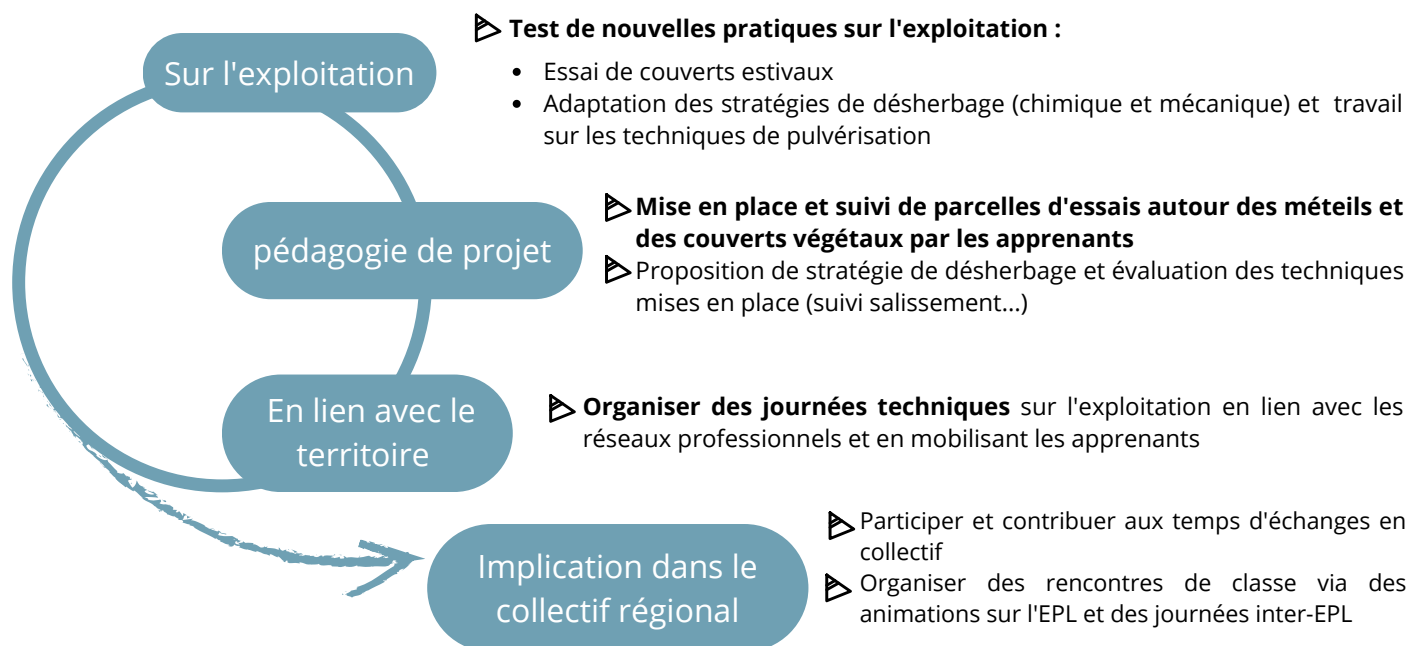 Sur l'exploitation
Test de nouvelles pratiques sur l'exploitation :
• Essai de couverts estivaux
• Adaptation des stratégies de désherbage (chimique et mécanique) et travail
sur les techniques de pulvérisation
pédagogie de projet
Mise en place et suivi de parcelles d'essais autour des méteils et
des couverts végétaux par les apprenants
Proposition de stratégie de désherbage et évaluation des techniques
mises en place (suivi salissement...)
En lien avec le
territoire
Organiser des journées techniques sur l'exploitation en lien avec les
réseaux professionnels et en mobilisant les apprenants
Implication dans le
collectif régional
Participer et contribuer aux temps d'échanges en
collectif
Organiser des rencontres de classe via des
animations sur l'EPL et des journées inter-EPL